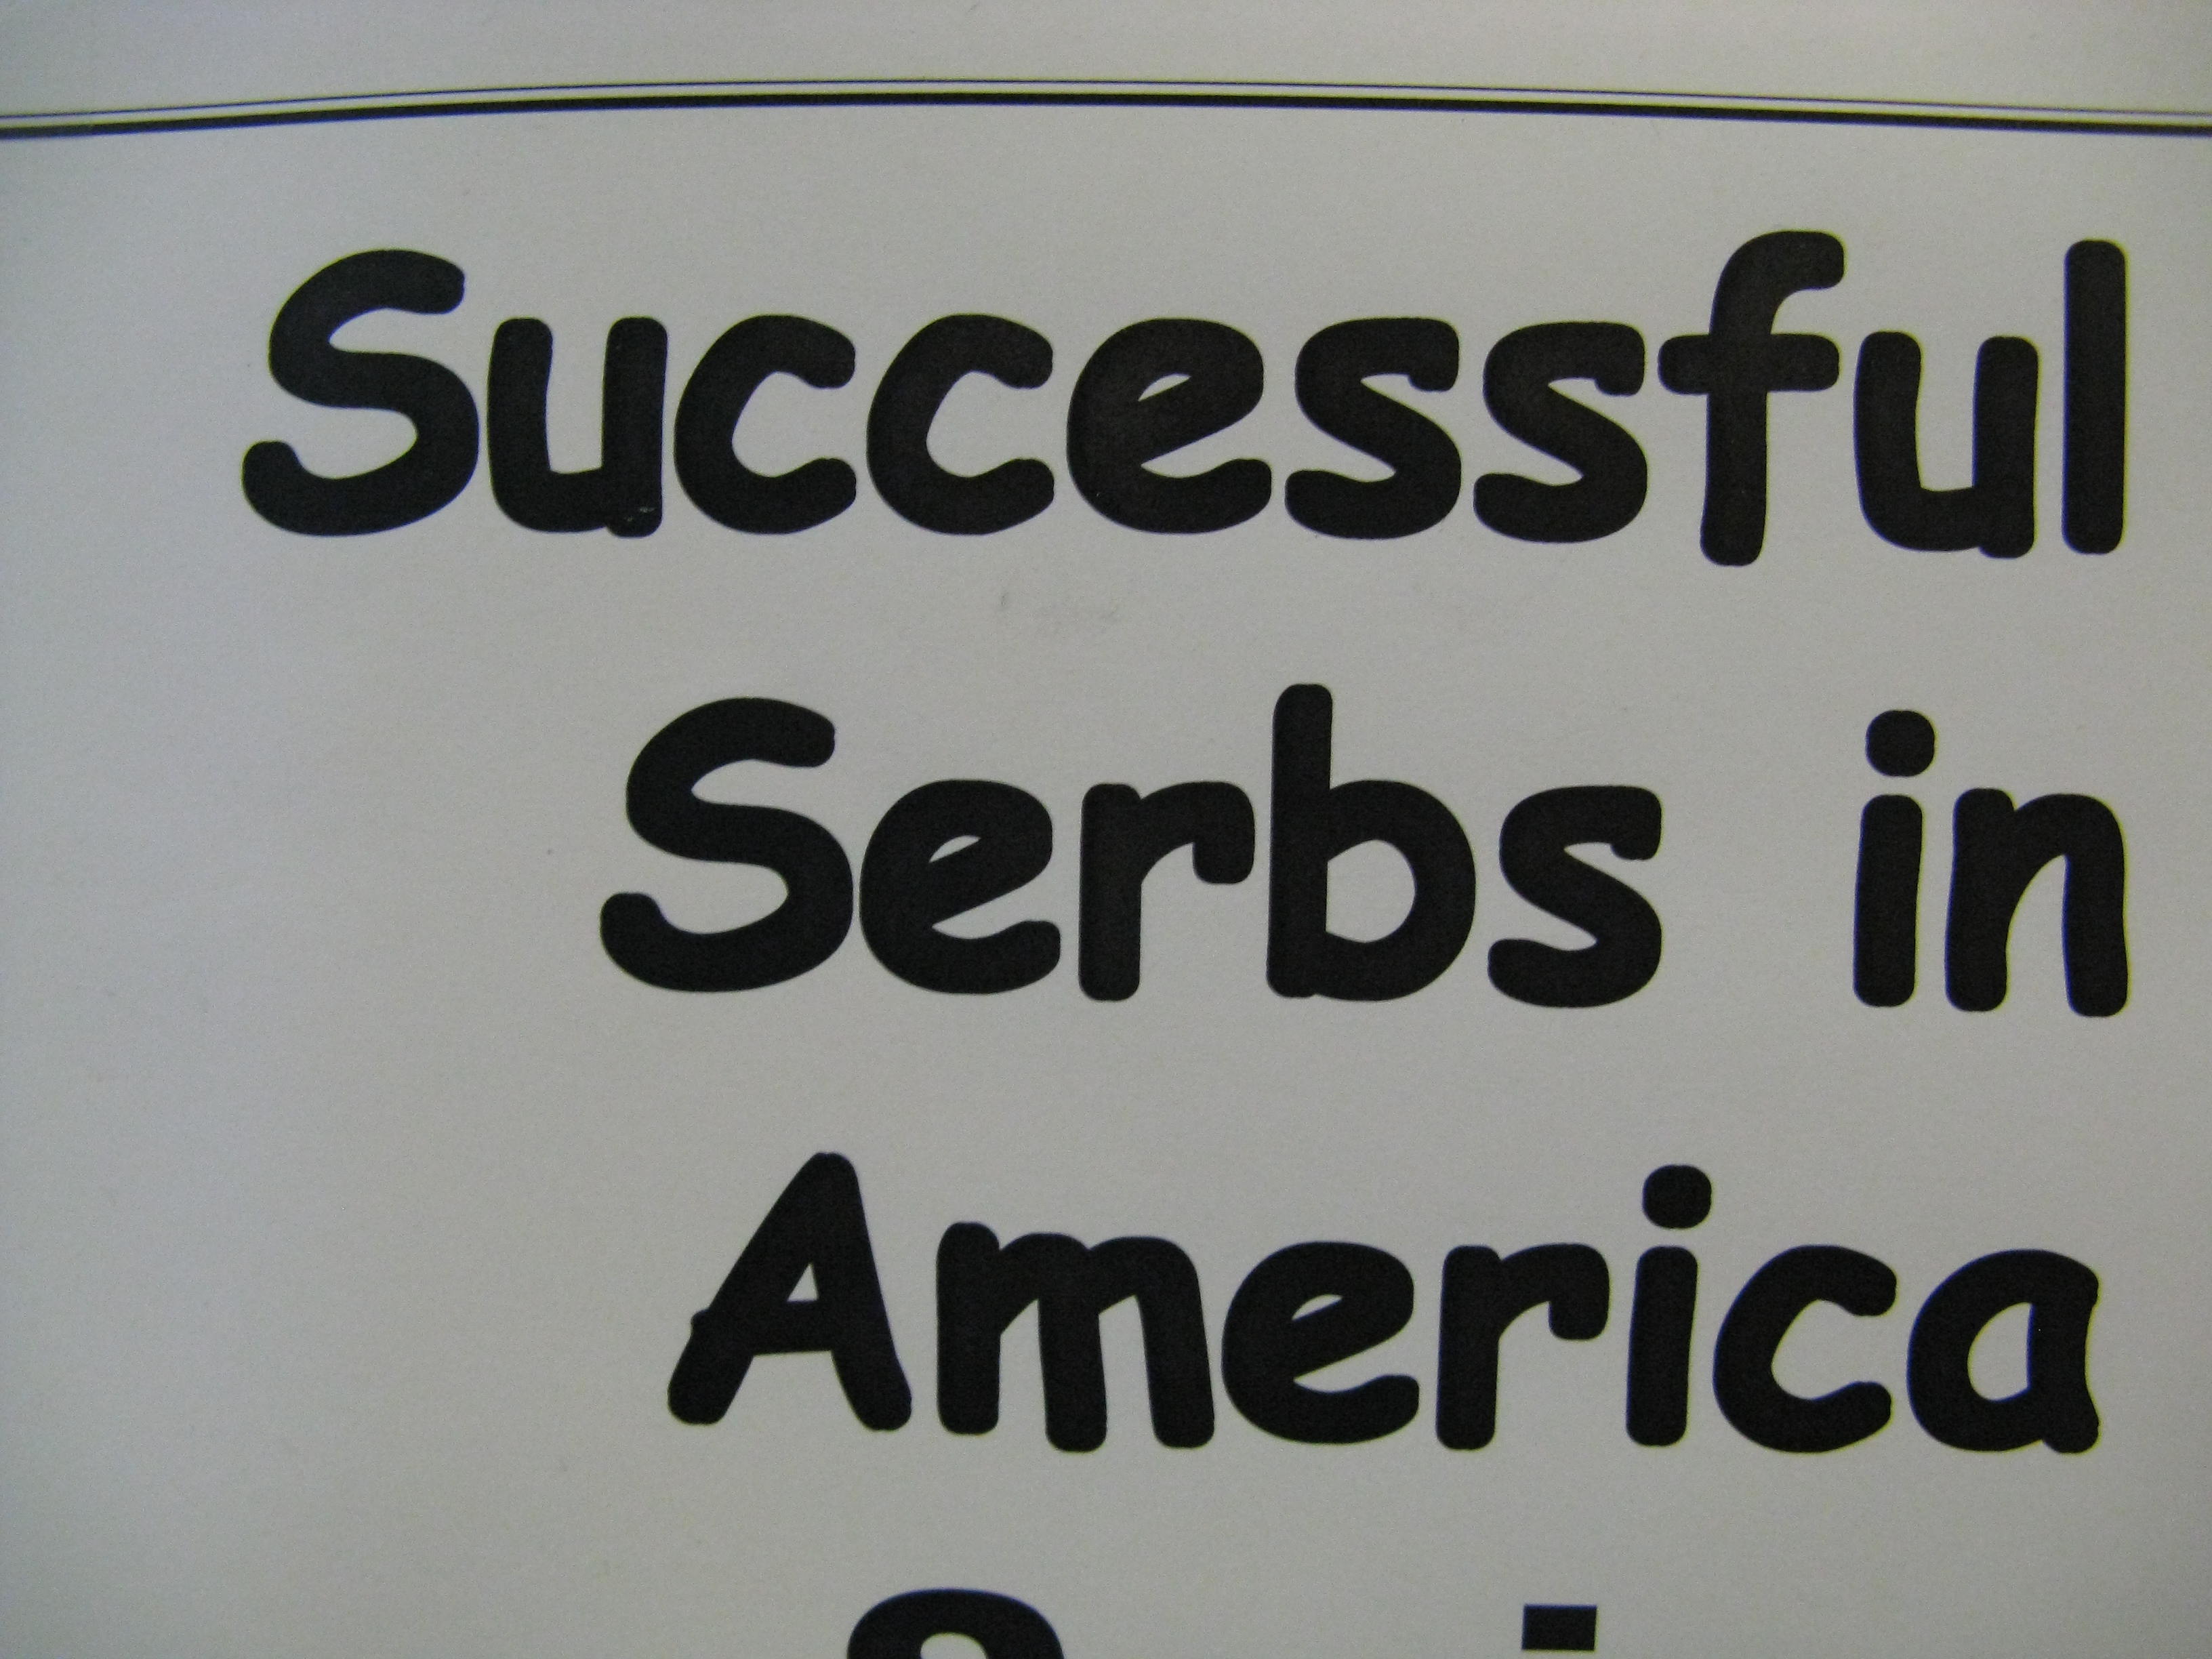 Successful
Serbs in
America